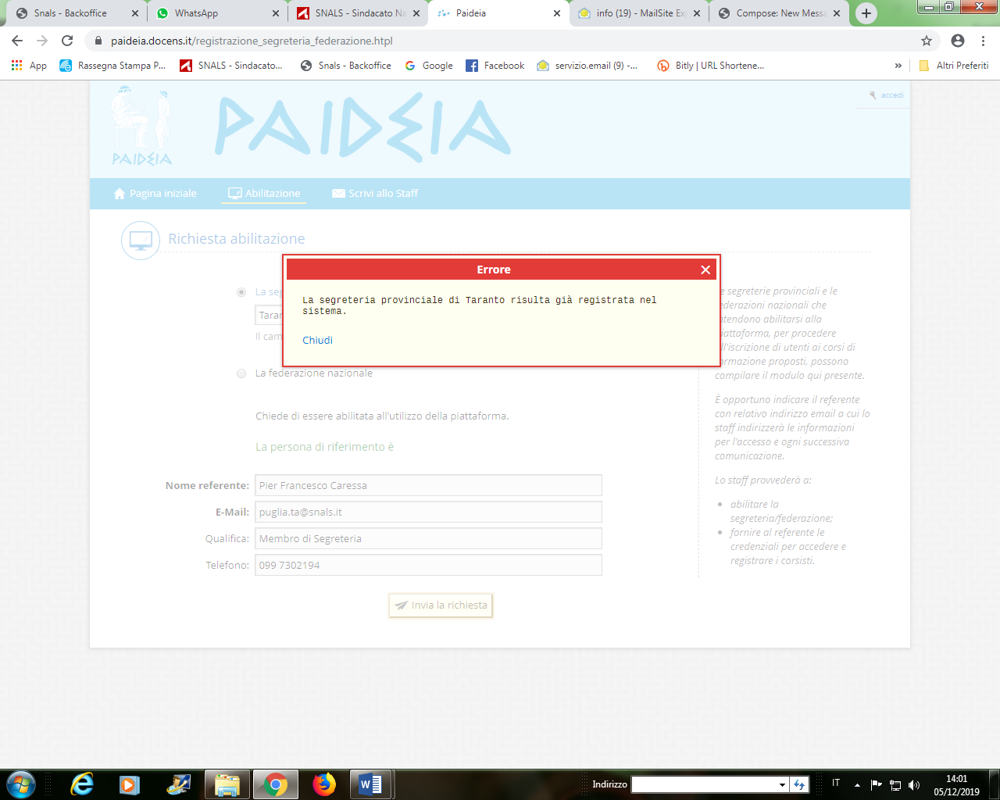 Snals - Backoffice
WhatsApp
SNALS - Sindacato Na
Paideia
info (19) - MailSite Exp
Compose: New Messa
paideia.docens.it/registrazione_segreteria_federazione.htpl
App
Rassegna Stampa P...
SNALS - Sindacato...
Snals - Backoffice
Google
Facebook
servizio.email (9) -...
Bitly | URL Shortene...
»
Altri Preferiti
PAIDEIA
PAIDEIA
accedi
Pagina iniziale
Abilitazione
Scrivi allo Staff
Richiesta abilitazione
Errore
La segreteria provinciale di Taranto risulta già registrata nel
sistema.
Chiudi
La seg
Taran
Il cam
La federazione nazionale
Chiede di essere abilitata all'utilizzo della piattaforma.
La persona di riferimento è
Nome referente: Pier Francesco Caressa
E-Mail: puglia.ta@snals.it
Qualifica: Membro di Segreteria
Telefono: 099 7302194
Invia la richiesta
segreterie provinciali e le
federazioni nazionali che
intendono abilitarsi alla
piattaforma, per procedere
all'iscrizione di utenti ai corsi di
formazione proposti, possono
compilare il modulo qui presente.
È opportuno indicare il referente
con relativo indirizzo email a cui lo
staff indirizzerà le informazioni
per l'accesso e ogni successiva
comunicazione.
Lo staff provvederà a:
• abilitare la
segreteria/federazione;
• fornire al referente le
credenziali per accedere e
registrare i corsisti.
Indirizzo
IT
14:01
05/12/2019